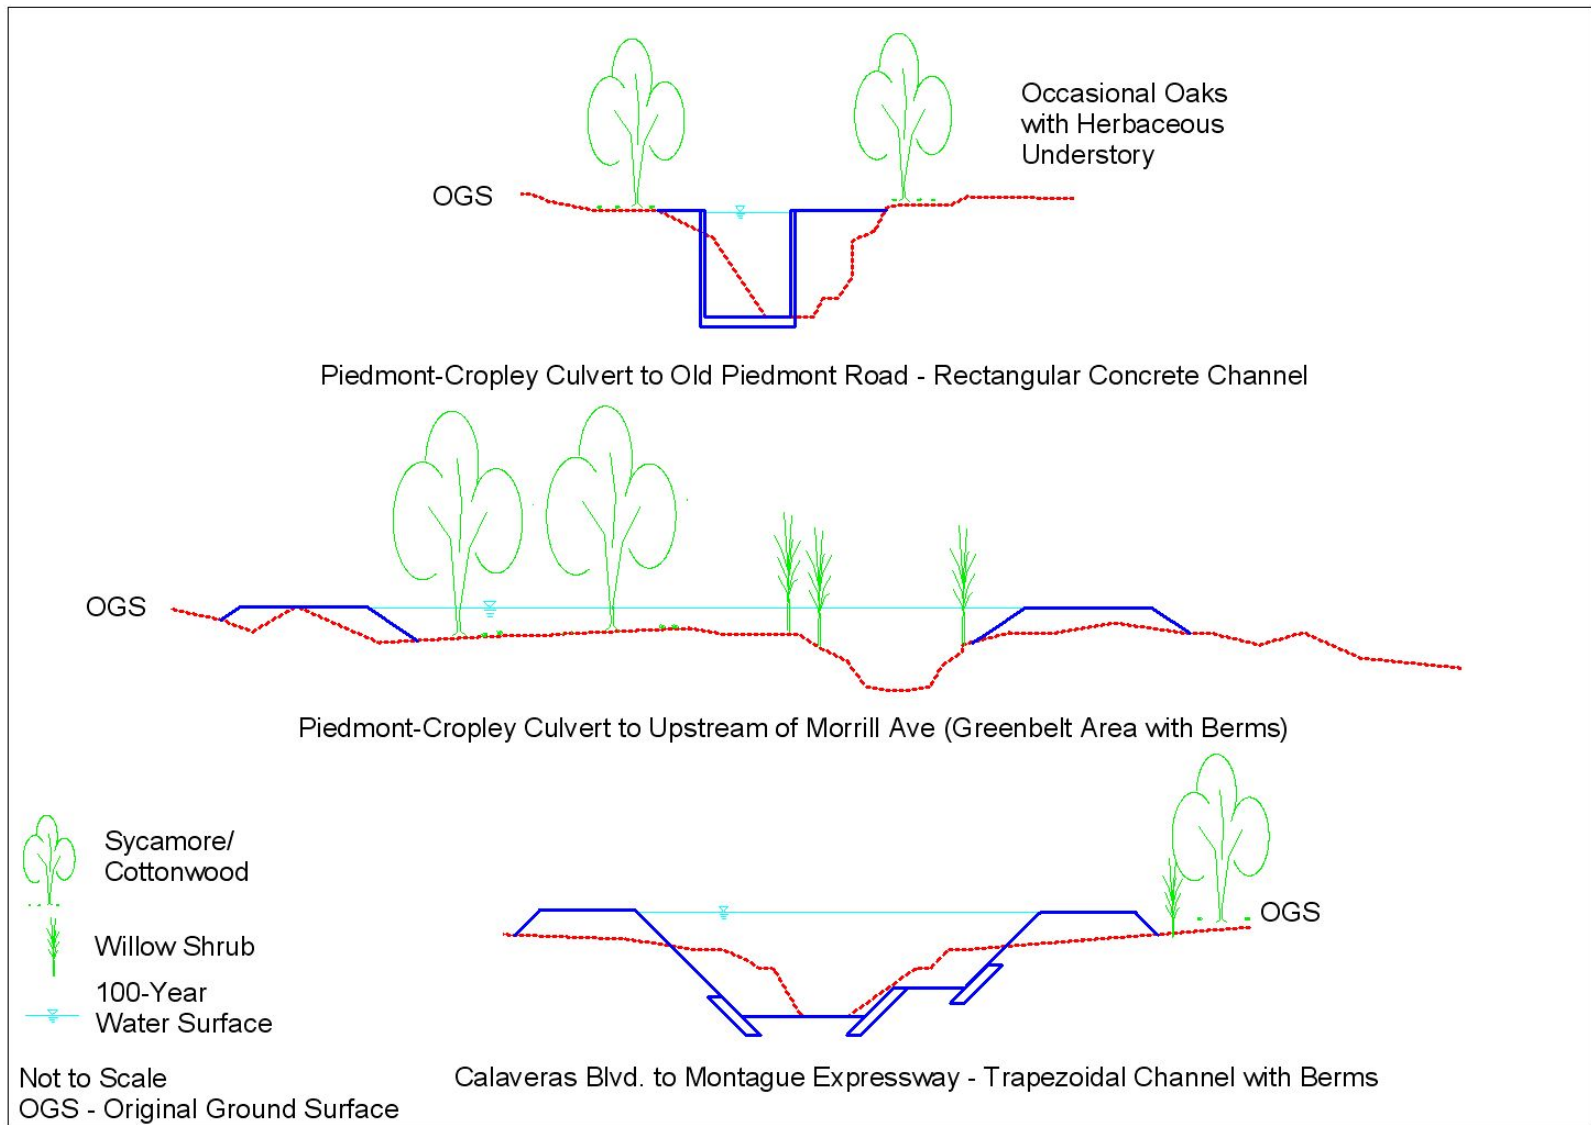 Occasional Oaks
with Herbaceous
Understory
OGS
Piedmont-Cropley Culvert to Old Piedmont Road - Rectangular Concrete Channel
OGS
Piedmont-Cropley Culvert to Upstream of Morrill Ave (Greenbelt Area with Berms)
Sycamore/
Cottonwood
Willow Shrub
100-Year
Water Surface
OGS
Calaveras Blvd. to Montague Expressway - Trapezoidal Channel with Berms
Not to Scale
OGS - Original Ground Surface